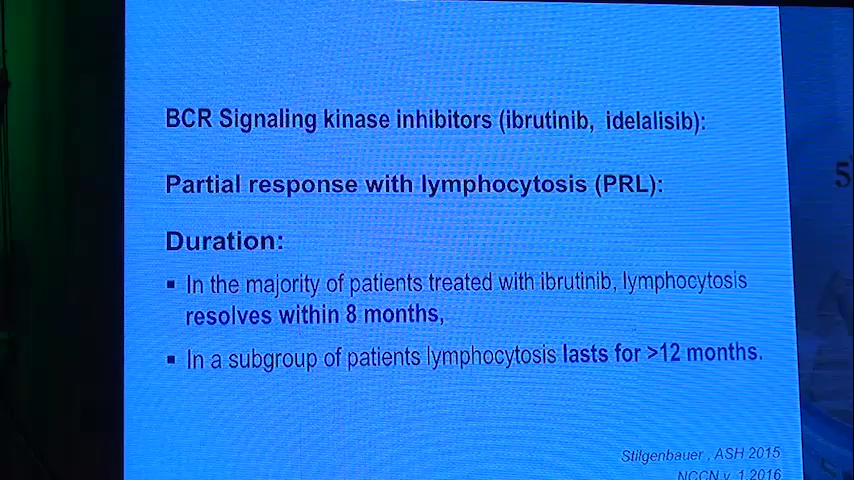 BCR Signaling kinase inhibitors (ibrutinib, idelalisib):
Partial response with lymphocytosis (PRL):
Duration:
▪ In the majority of patients treated with ibrutinib, lymphocytosis
resolves within 8 months,
▪ In a subgroup of patients lymphocytosis lasts for >12 months.
Stilgenbauer , ASH 2015
NCCN v. 1.2016
5